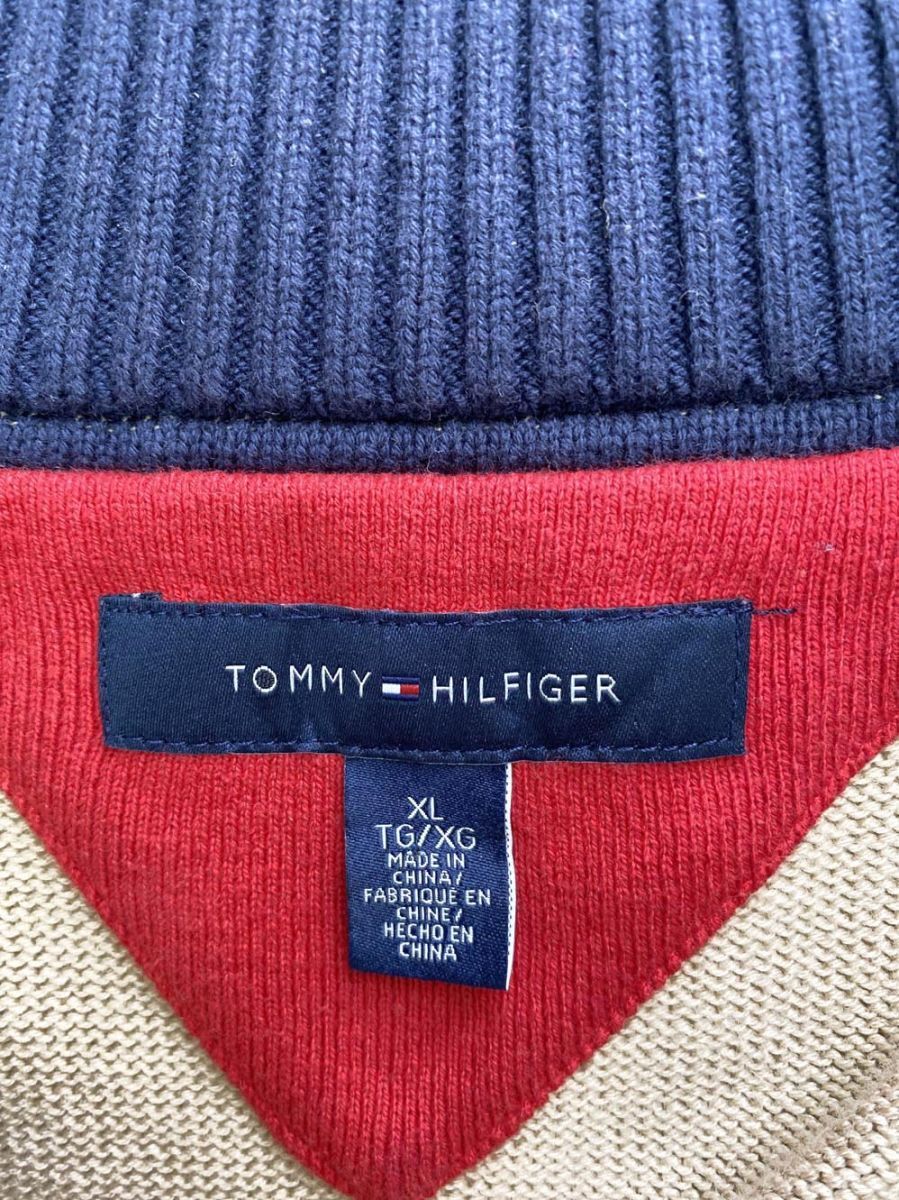 TOMMY HILFIGER
XL
TG/XG
MADE IN
CHINA/
FABRIQUÉ EN
CHINE/
HECHO EN
CHINA